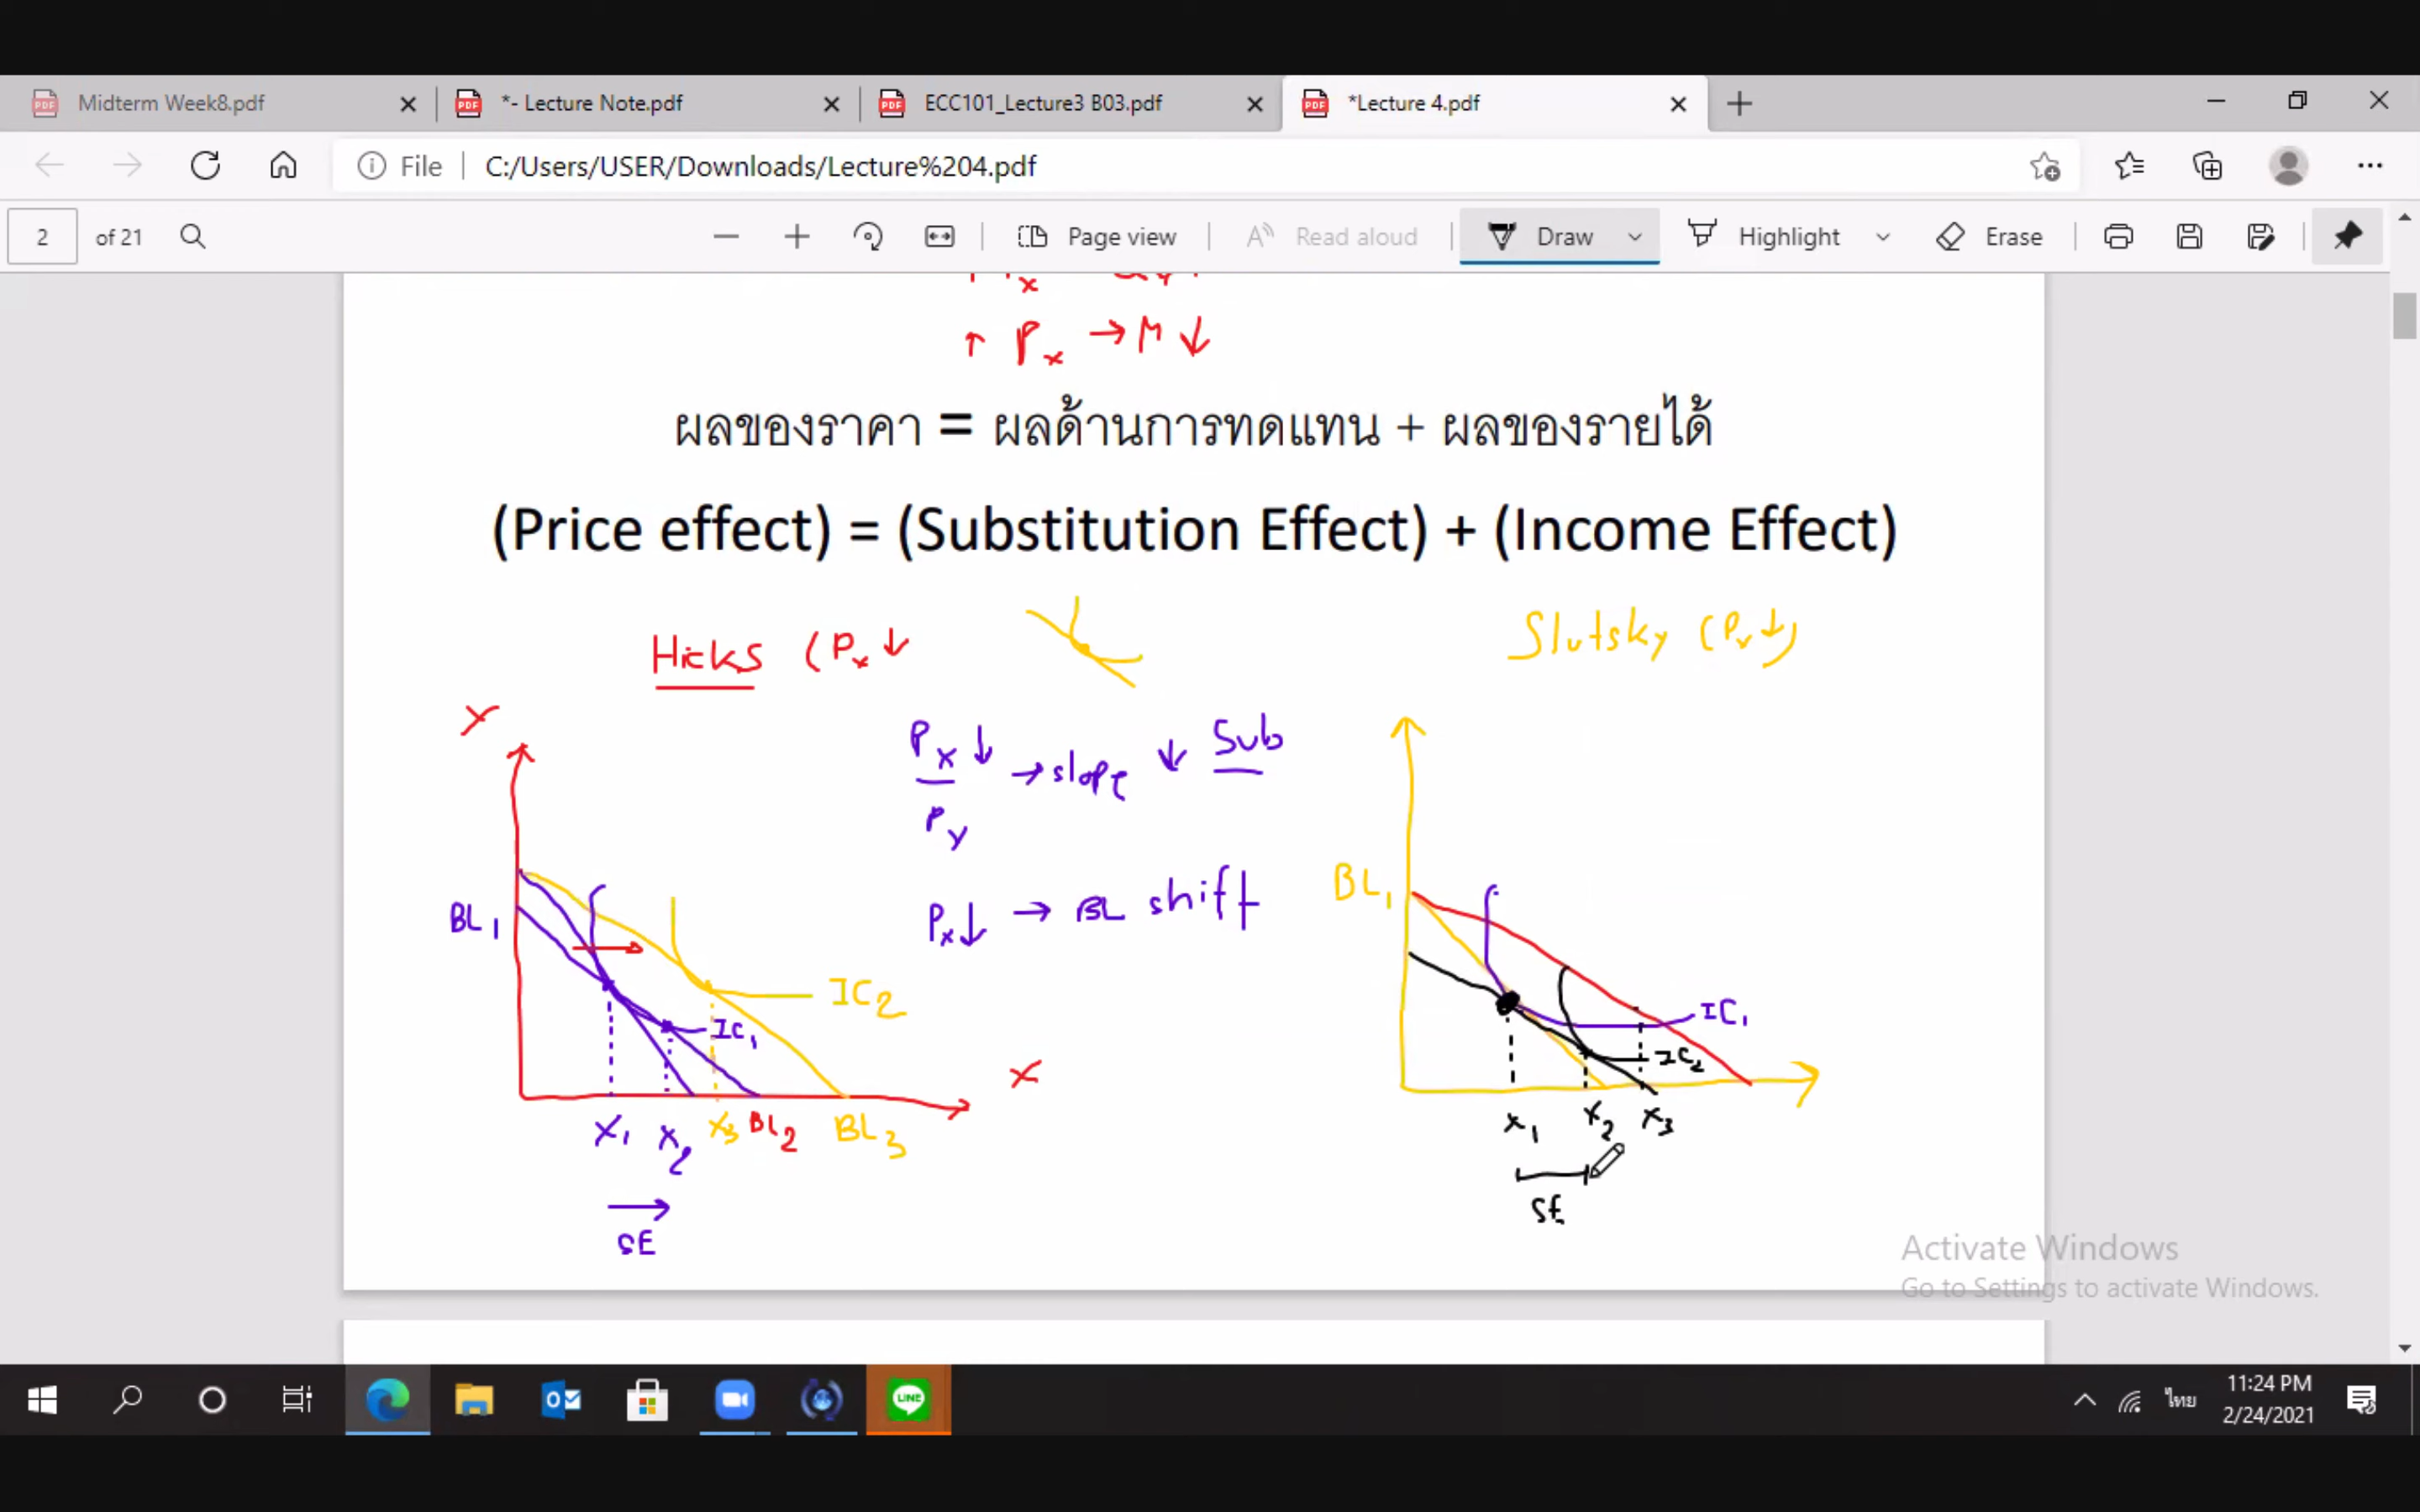 Midterm Week8.pdf
*- Lecture Note.pdf
ECC101_Lecture3 B03.pdf
*Lecture 4.pdf
File
C:/Users/USER/Downloads/Lecture%204.pdf
2 of 21
Page view
Read aloud
Draw
Highlight
Erase
↑ Px → M ↓
ผลของราคา = ผลด้านการทดแทน + ผลของรายได้
(Price effect) = (Substitution Effect) + (Income Effect)
Hicks (Px ↓
Slutsky (Px ↓)
Y
Px ↓ → slope ↓ Sub
Py
BL1
Px ↓ → BL shift
BL1
IC2
IC1
IC1
IC2
X
X1 X2 X3 BL2 BL3
X1 X2 X3
SE
SE
Activate Windows
Go to Settings to activate Windows.
LINE
ไทย
11:24 PM
2/24/2021